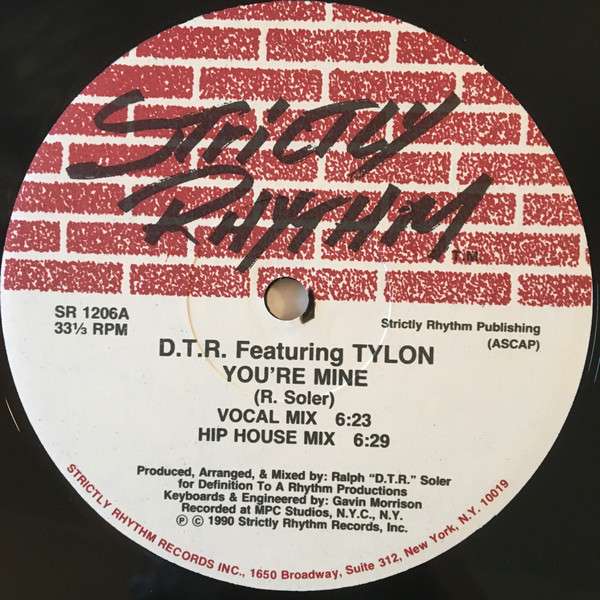 STRICTLY
RHYTHM
T.M.
SR 1206A
33⅓ RPM
Strictly Rhythm Publishing
(ASCAP)
D.T.R. Featuring TYLON
YOU'RE MINE
(R. Soler)
VOCAL MIX 6:23
HIP HOUSE MIX 6:29
Produced, Arranged, & Mixed by: Ralph "D.T.R." Soler
for Definition To A Rhythm Productions
Keyboards & Engineered by: Gavin Morrison
Recorded at MPC Studios, N.Y.C., N.Y.
℗ © 1990 Strictly Rhythm Records, Inc.
STRICTLY RHYTHM RECORDS INC., 1650 Broadway, Suite 312, New York, N.Y. 10019